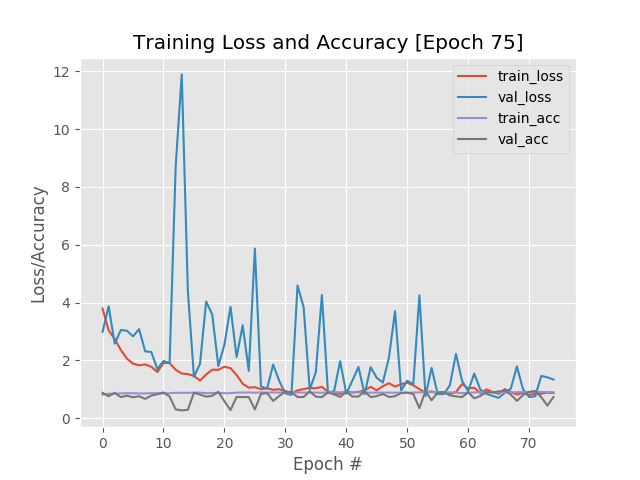 Training Loss and Accuracy [Epoch 75]
train_loss
val_loss
train_acc
val_acc
12
10
8
6
4
2
0
Loss/Accuracy
0 10 20 30 40 50 60 70
Epoch #